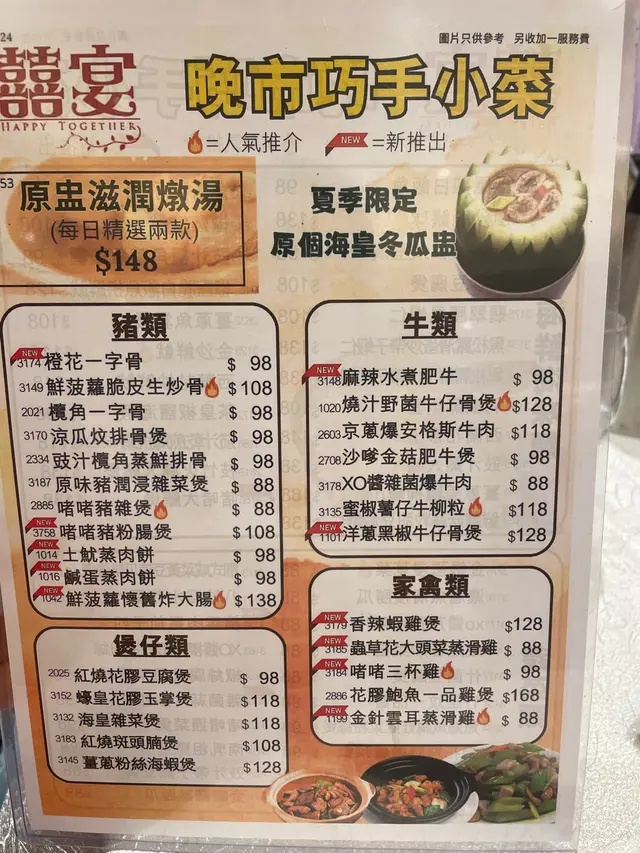 24
圖片只供參考 另收加一服務費
囍宴
HAPPY TOGETHER
晚市巧手小菜
=人氣推介 NEW =新推出
53
原盅滋潤燉湯
(每日精選兩款)
$148
夏季限定
原個海皇冬瓜盅
豬類
NEW 3174 橙花一字骨 $ 98
3149 鮮菠蘿脆皮生炒骨 $ 108
2021 欖角一字骨 $ 98
3170 涼瓜炆排骨煲 $ 98
2334 豉汁欖角蒸鮮排骨 $ 98
3187 原味豬潤浸雜菜煲 $ 88
2885 啫啫豬雜煲 $ 88
NEW 3758 啫啫豬粉腸煲 $ 108
NEW 1014 土魷蒸肉餅 $ 98
NEW 1016 鹹蛋蒸肉餅 $ 98
NEW 1042 鮮菠蘿懷舊炸大腸 $ 138
煲仔類
2025 紅燒花膠豆腐煲 $ 98
3152 蠔皇花膠玉掌煲 $118
3132 海皇雜菜煲 $118
3183 紅燒斑頭腩煲 $108
3145 薑蔥粉絲海蝦煲 $128
牛類
NEW 3148 麻辣水煮肥牛 $ 98
1020 燒汁野菌牛仔骨煲 $128
2603 京蔥爆安格斯牛肉 $118
2708 沙嗲金菇肥牛煲 $ 98
3178 XO醬雜菌爆牛肉 $ 88
3135 蜜椒薯仔牛柳粒 $118
NEW 1101 洋蔥黑椒牛仔骨煲 $128
家禽類
NEW 3179 香辣蝦雞煲 $128
NEW 3185 蟲草花大頭菜蒸滑雞 $ 88
NEW 3184 啫啫三杯雞 $ 98
2886 花膠鮑魚一品雞煲 $168
NEW 1199 金針雲耳蒸滑雞 $ 88